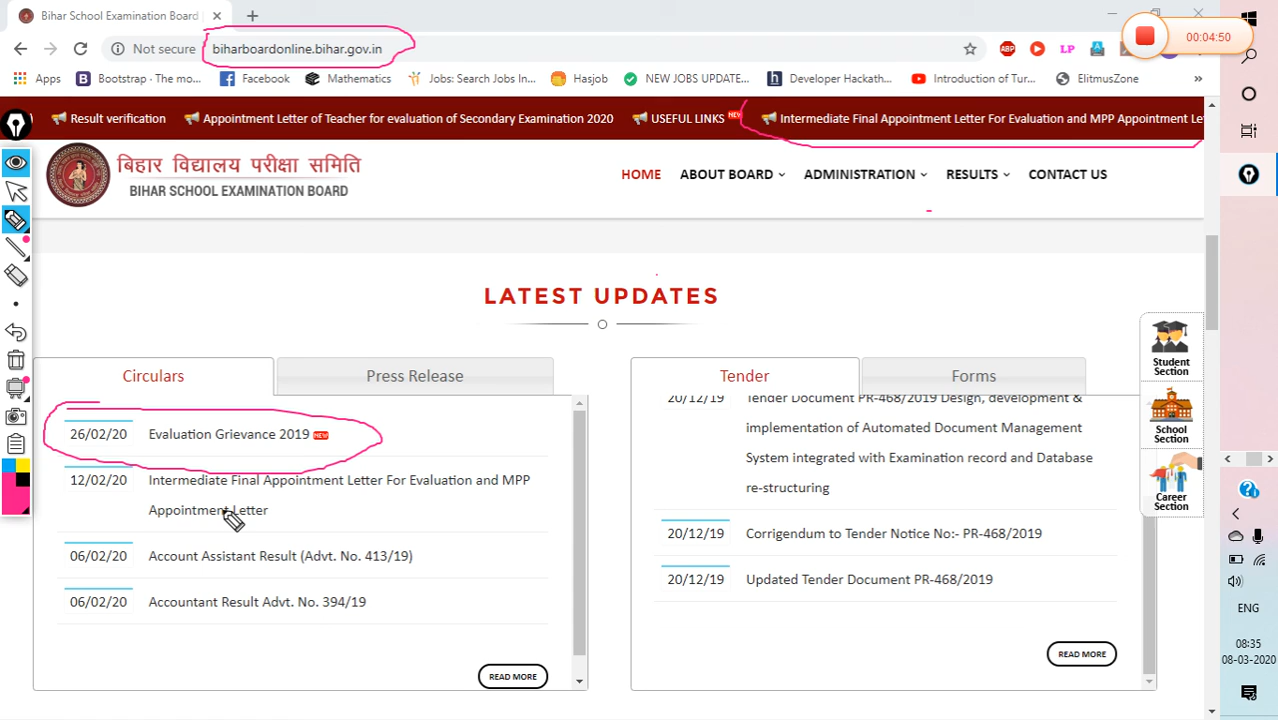 Bihar School Examination Board |
00:04:50
Not secure
biharboardonline.bihar.gov.in
ABP
LP
Apps
Bootstrap - The mo...
Facebook
Mathematics
Jobs: Search Jobs In...
Hasjob
NEW JOBS UPDATE...
Developer Hackath...
Introduction of Tur...
ElitmusZone
»
Result verification
Appointment Letter of Teacher for evaluation of Secondary Examination 2020
USEFUL LINKS NEW
Intermediate Final Appointment Letter For Evaluation and MPP Appointment Le
बिहार विद्यालय परीक्षा समिति
BIHAR SCHOOL EXAMINATION BOARD
HOME
ABOUT BOARD
ADMINISTRATION
RESULTS
CONTACT US
LATEST UPDATES
Circulars
Press Release
26/02/20 Evaluation Grievance 2019 NEW
12/02/20 Intermediate Final Appointment Letter For Evaluation and MPP
Appointment Letter
06/02/20 Account Assistant Result (Advt. No. 413/19)
06/02/20 Accountant Result Advt. No. 394/19
READ MORE
Tender
Forms
20/12/19 Tender Document PR-468/2019 Design, development &
implementation of Automated Document Management
System integrated with Examination record and Database
re-structuring
20/12/19 Corrigendum to Tender Notice No:- PR-468/2019
20/12/19 Updated Tender Document PR-468/2019
READ MORE
Student
Section
School
Section
Career
Section
ENG
08:35
08-03-2020